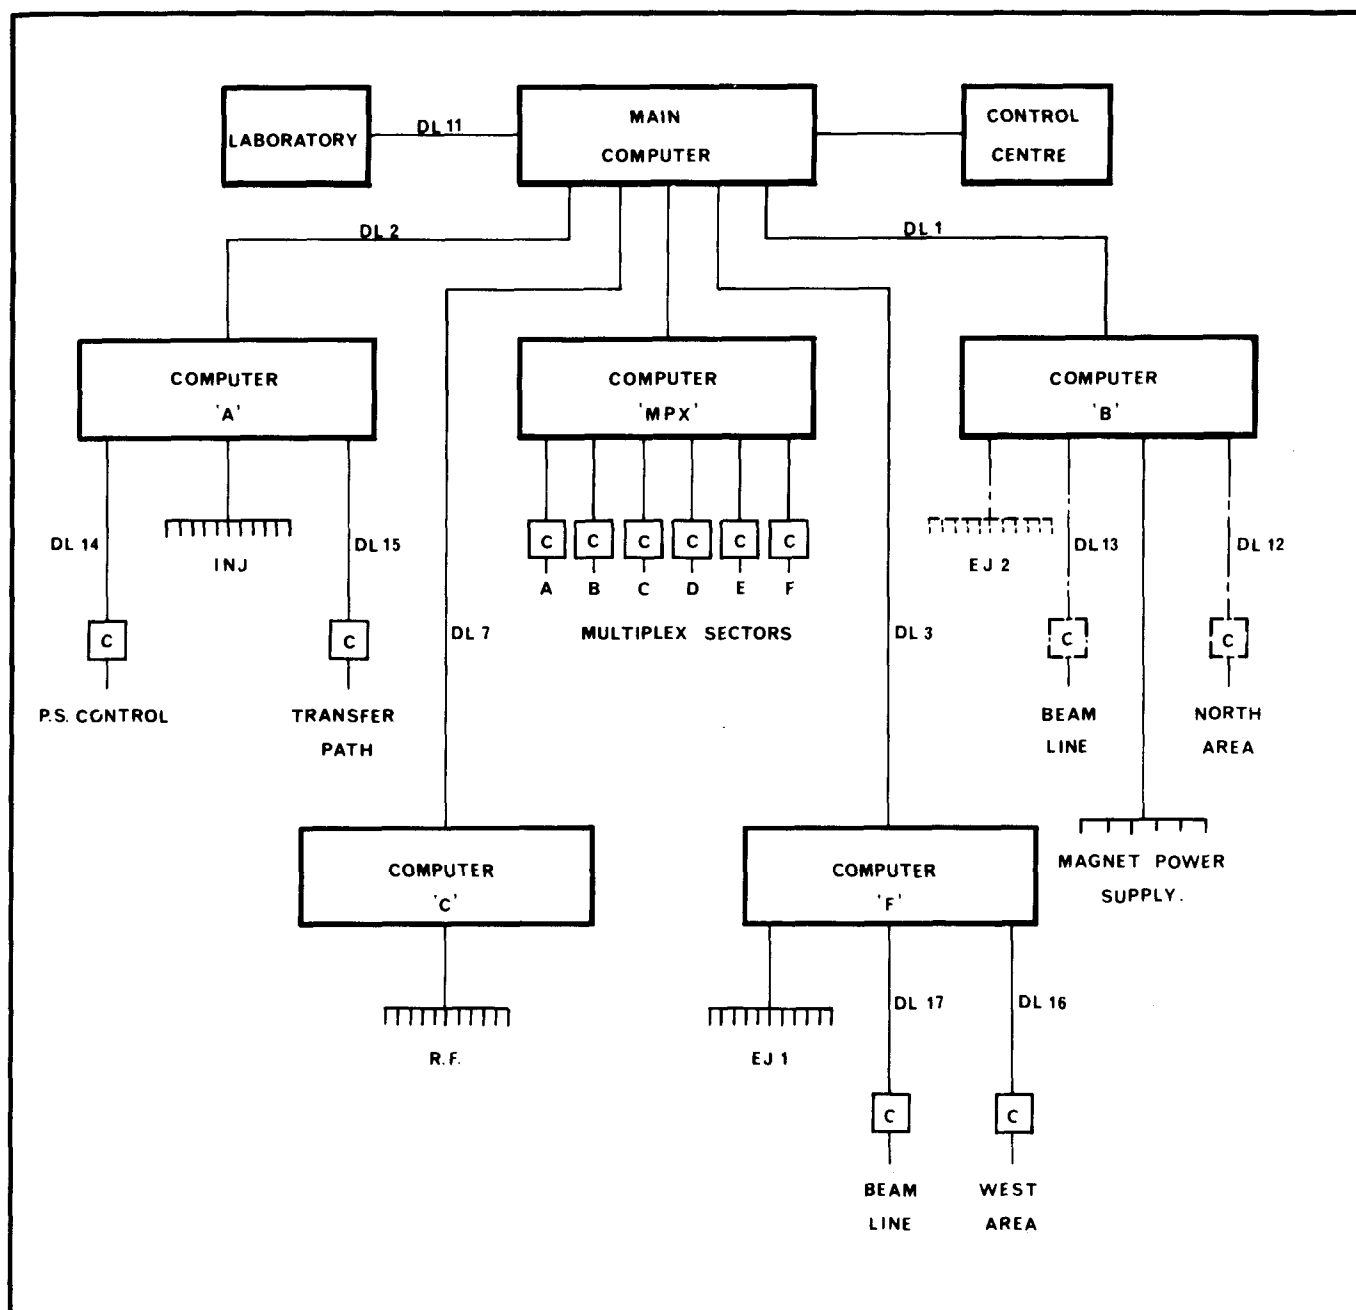 LABORATORY
DL 11
MAIN
COMPUTER
CONTROL
CENTRE
DL 2
DL 1
COMPUTER
'A'
COMPUTER
'MPX'
COMPUTER
'B'
DL 14
INJ
DL 15
C
C
C
C
C
C
A
B
C
D
E
F
MULTIPLEX SECTORS
EJ 2
DL 13
DL 12
C
P.S. CONTROL
C
TRANSFER
PATH
DL 7
DL 3
C
BEAM
LINE
C
NORTH
AREA
MAGNET POWER
SUPPLY.
COMPUTER
'C'
COMPUTER
'F'
R.F.
EJ 1
DL 17
DL 16
C
BEAM
LINE
C
WEST
AREA